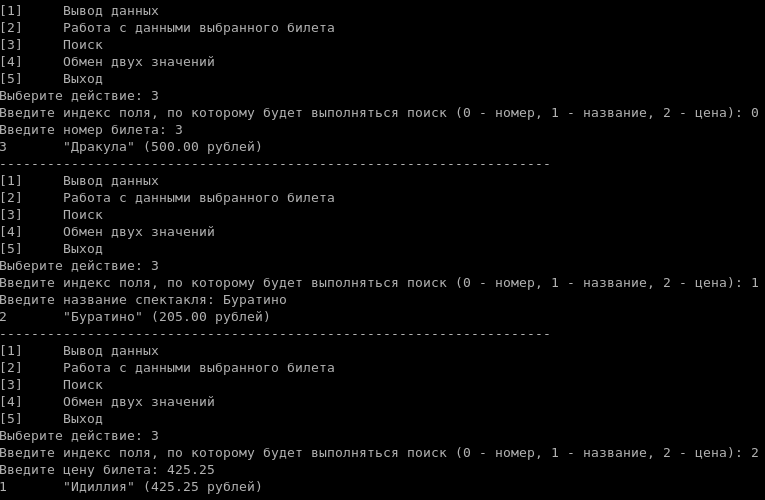 [1]     Вывод данных
[2]     Работа с данными выбранного билета
[3]     Поиск
[4]     Обмен двух значений
[5]     Выход
Выберите действие: 3
Введите индекс поля, по которому будет выполняться поиск (0 - номер, 1 - название, 2 - цена): 0
Введите номер билета: 3
3       "Дракула" (500.00 рублей)
---------------------------------------------------------------------
[1]     Вывод данных
[2]     Работа с данными выбранного билета
[3]     Поиск
[4]     Обмен двух значений
[5]     Выход
Выберите действие: 3
Введите индекс поля, по которому будет выполняться поиск (0 - номер, 1 - название, 2 - цена): 1
Введите название спектакля: Буратино
2       "Буратино" (205.00 рублей)
---------------------------------------------------------------------
[1]     Вывод данных
[2]     Работа с данными выбранного билета
[3]     Поиск
[4]     Обмен двух значений
[5]     Выход
Выберите действие: 3
Введите индекс поля, по которому будет выполняться поиск (0 - номер, 1 - название, 2 - цена): 2
Введите цену билета: 425.25
1       "Идиллия" (425.25 рублей)